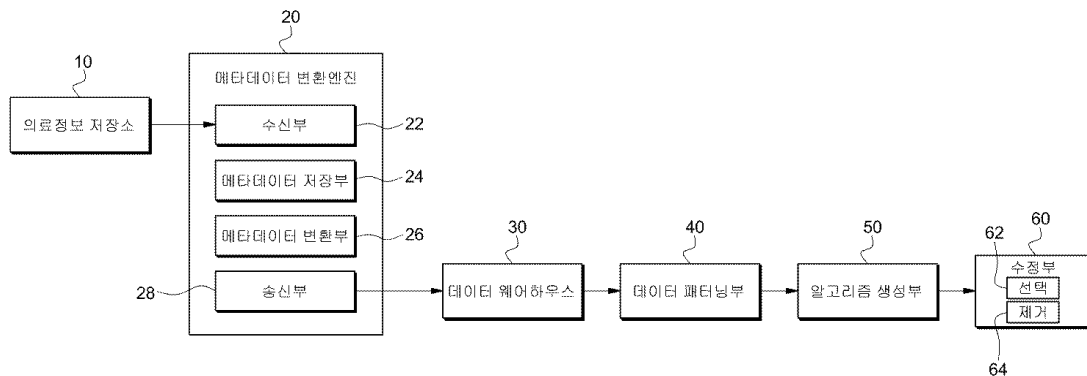 20
10
메타데이터 변환엔진
의료정보 저장소
수신부
22
메타데이터 저장부
24
메타데이터 변환부
26
30
40
50
60
62
수정부
28
송신부
데이터 웨어하우스
데이터 패터닝부
알고리즘 생성부
선택
제거
64